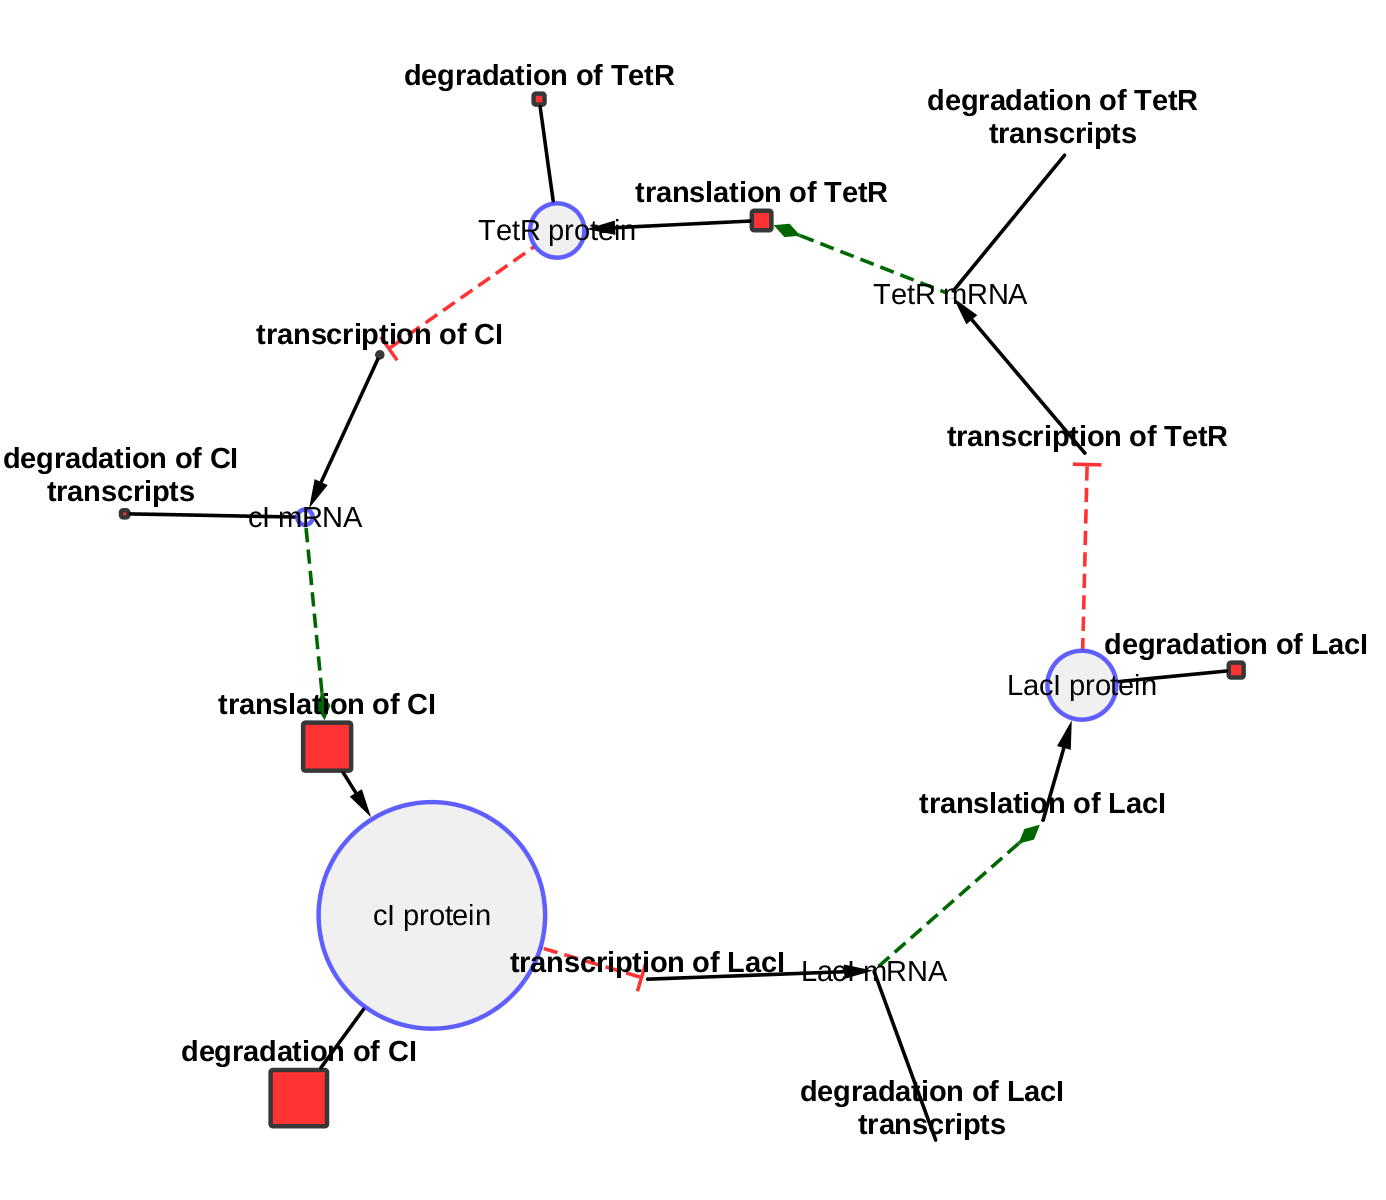 degradation of TetR
degradation of TetR
transcripts
translation of TetR
TetR protein
TetR mRNA
transcription of CI
transcription of TetR
degradation of CI
transcripts
cI mRNA
degradation of LacI
LacI protein
translation of CI
translation of LacI
cI protein
transcription of LacI
LacI mRNA
degradation of CI
degradation of LacI
transcripts